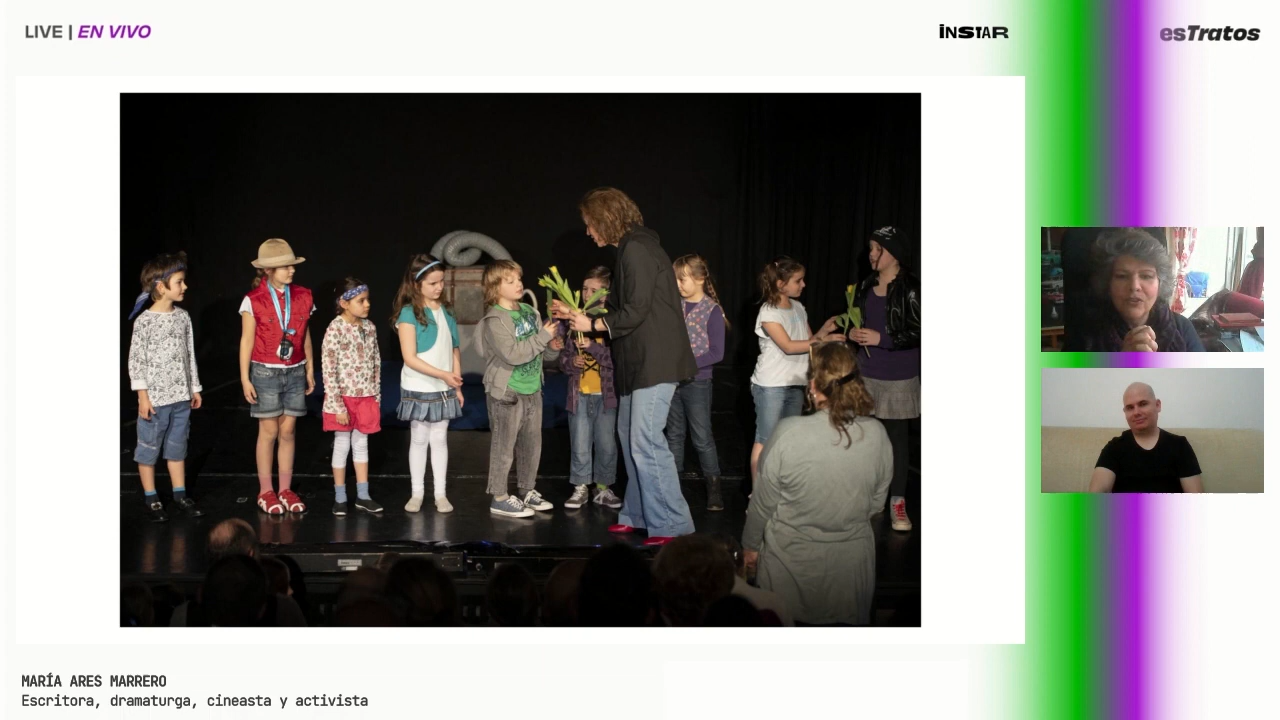 LIVE | EN VIVO
INSTAR
esTratos
MARÍA ARES MARRERO
Escritora, dramaturga, cineasta y activista